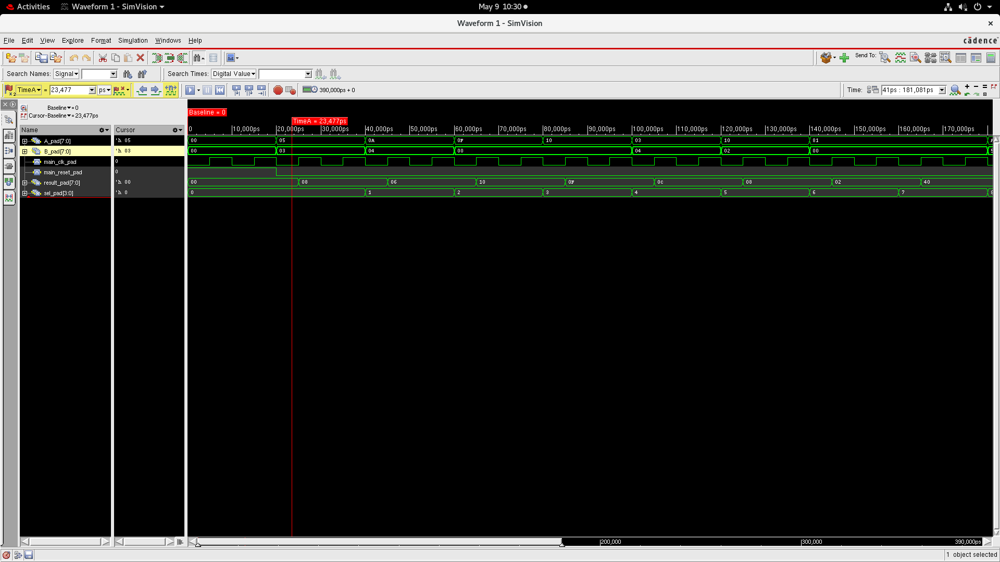 Activities Waveform 1 - SimVision May 9 10:30
Waveform 1 - SimVision
File Edit View Explore Format Simulation Windows Help cādence
Send To:
Search Names: Signal Search Times: Digital Value
TimeA = 23,477 ps 390,000ps + 0 Time: 41ps : 181,081ps
Baseline = 0
Cursor-Baseline = 23,477ps
Baseline = 0
TimeA = 23,477ps
Name Cursor 0 10,000ps 20,000ps 30,000ps 40,000ps 50,000ps 60,000ps 70,000ps 80,000ps 90,000ps 100,000ps 110,000ps 120,000ps 130,000ps 140,000ps 150,000ps 160,000ps 170,000ps
A_pad[7:0] 'h 05 00 05 0A 0F 10 03 10 81
B_pad[7:0] 'h 03 00 03 04 00 04 02 00
main_clk_pad 0
main_reset_pad 0
result_pad[7:0] 'h 00 00 08 06 10 0F 0C 08 02 40
sel_pad[3:0] 'h 0 0 1 2 3 4 5 6 7 8
200,000 300,000 390,000ps
1 object selected